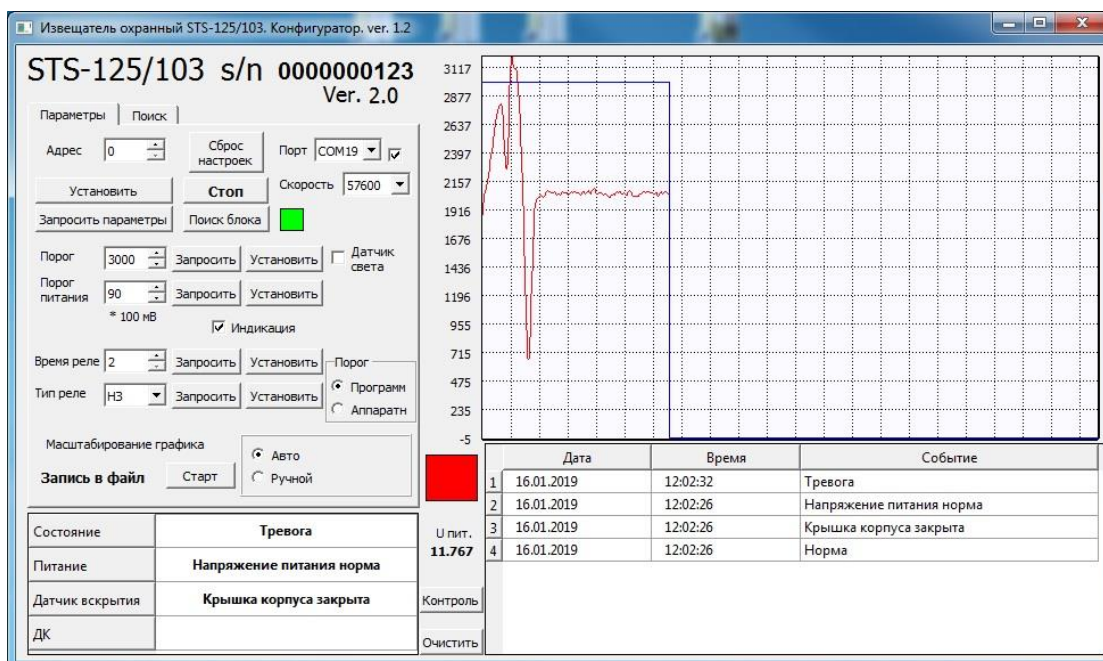 Извещатель охранный STS-125/103. Конфигуратор. ver. 1.2
STS-125/103 s/n 0000000123
Ver. 2.0
Параметры Поиск
Адрес 0 Сброс настроек Порт COM19
Установить Стоп Скорость 57600
Запросить параметры Поиск блока
Порог 3000 Запросить Установить Датчик света
Порог питания 90 Запросить Установить
* 100 мВ
Индикация
Время реле 2 Запросить Установить
Тип реле НЗ Запросить Установить
Порог
Программ
Аппаратн
Масштабирование графика
Авто
Ручной
Запись в файл Старт
Состояние Тревога
Питание Напряжение питания норма
Датчик вскрытия Крышка корпуса закрыта
ДК
3117
2877
2637
2397
2157
1916
1676
1436
1196
955
715
475
235
-5
U пит.
11.767
Контроль
Очистить
Дата Время Событие
1 16.01.2019 12:02:32 Тревога
2 16.01.2019 12:02:26 Напряжение питания норма
3 16.01.2019 12:02:26 Крышка корпуса закрыта
4 16.01.2019 12:02:26 Норма